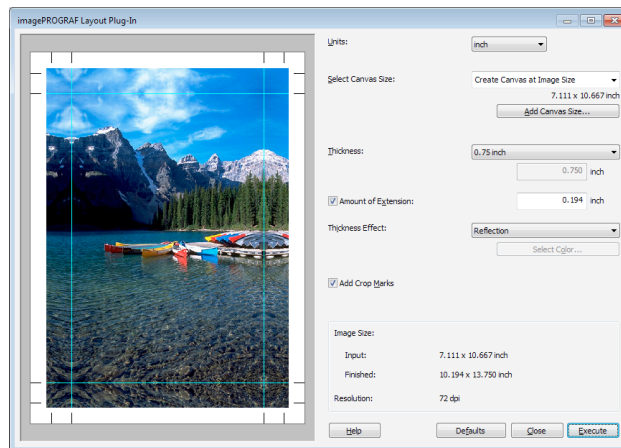 imagePROGRAF Layout Plug-In
Units:
inch
Select Canvas Size:
Create Canvas at Image Size
7.111 x 10.667 inch
Add Canvas Size...
Thickness:
0.75 inch
0.750 inch
Amount of Extension:
0.194 inch
Thickness Effect:
Reflection
Select Color...
Add Crop Marks
Image Size:
Input: 7.111 x 10.667 inch
Finished: 10.194 x 13.750 inch
Resolution: 72 dpi
Help
Defaults
Close
Execute